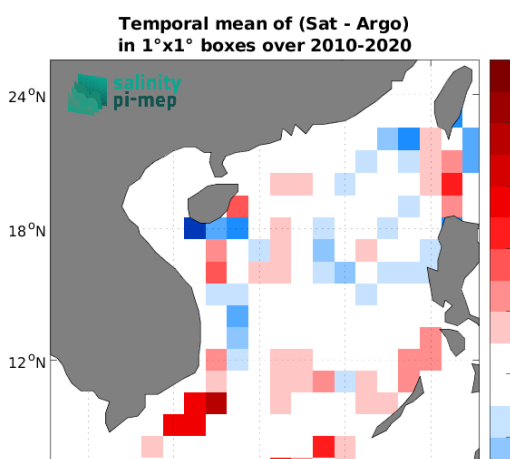 Temporal mean of (Sat - Argo)
in 1°x1° boxes over 2010-2020
salinity
pi-mep
24°N
18°N
12°N